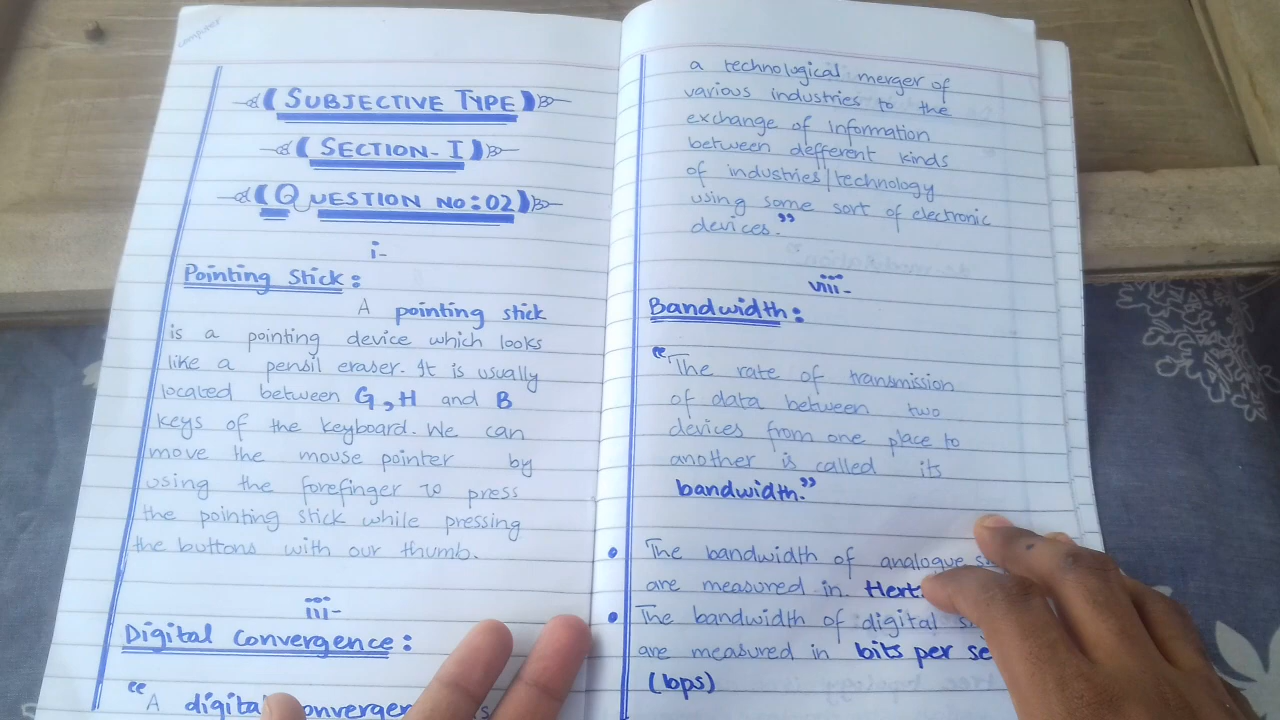 computer
(SUBJECTIVE TYPE)
(SECTION-I)
(QUESTION NO:02)
i-
Pointing Stick:
A pointing stick
is a pointing device which looks
like a pensil eraser. It is usually
located between G,H and B
keys of the keyboard. We can
move the mouse pointer by
using the forefinger to press
the pointing stick while pressing
the buttons with our thumb.
iii-
Digital Convergence:
"A
a technological merger of
various industries to the
exchange of information
between defferent kinds
of industries/technology
using some sort of electronic
devices."
viii-
Bandwidth:
"The rate of transmission
of data between two
devices from one place to
another is called its
bandwidth."
• The bandwidth of analogue
are measured in
• The bandwidth of digital
are measured in bits per
(bps)